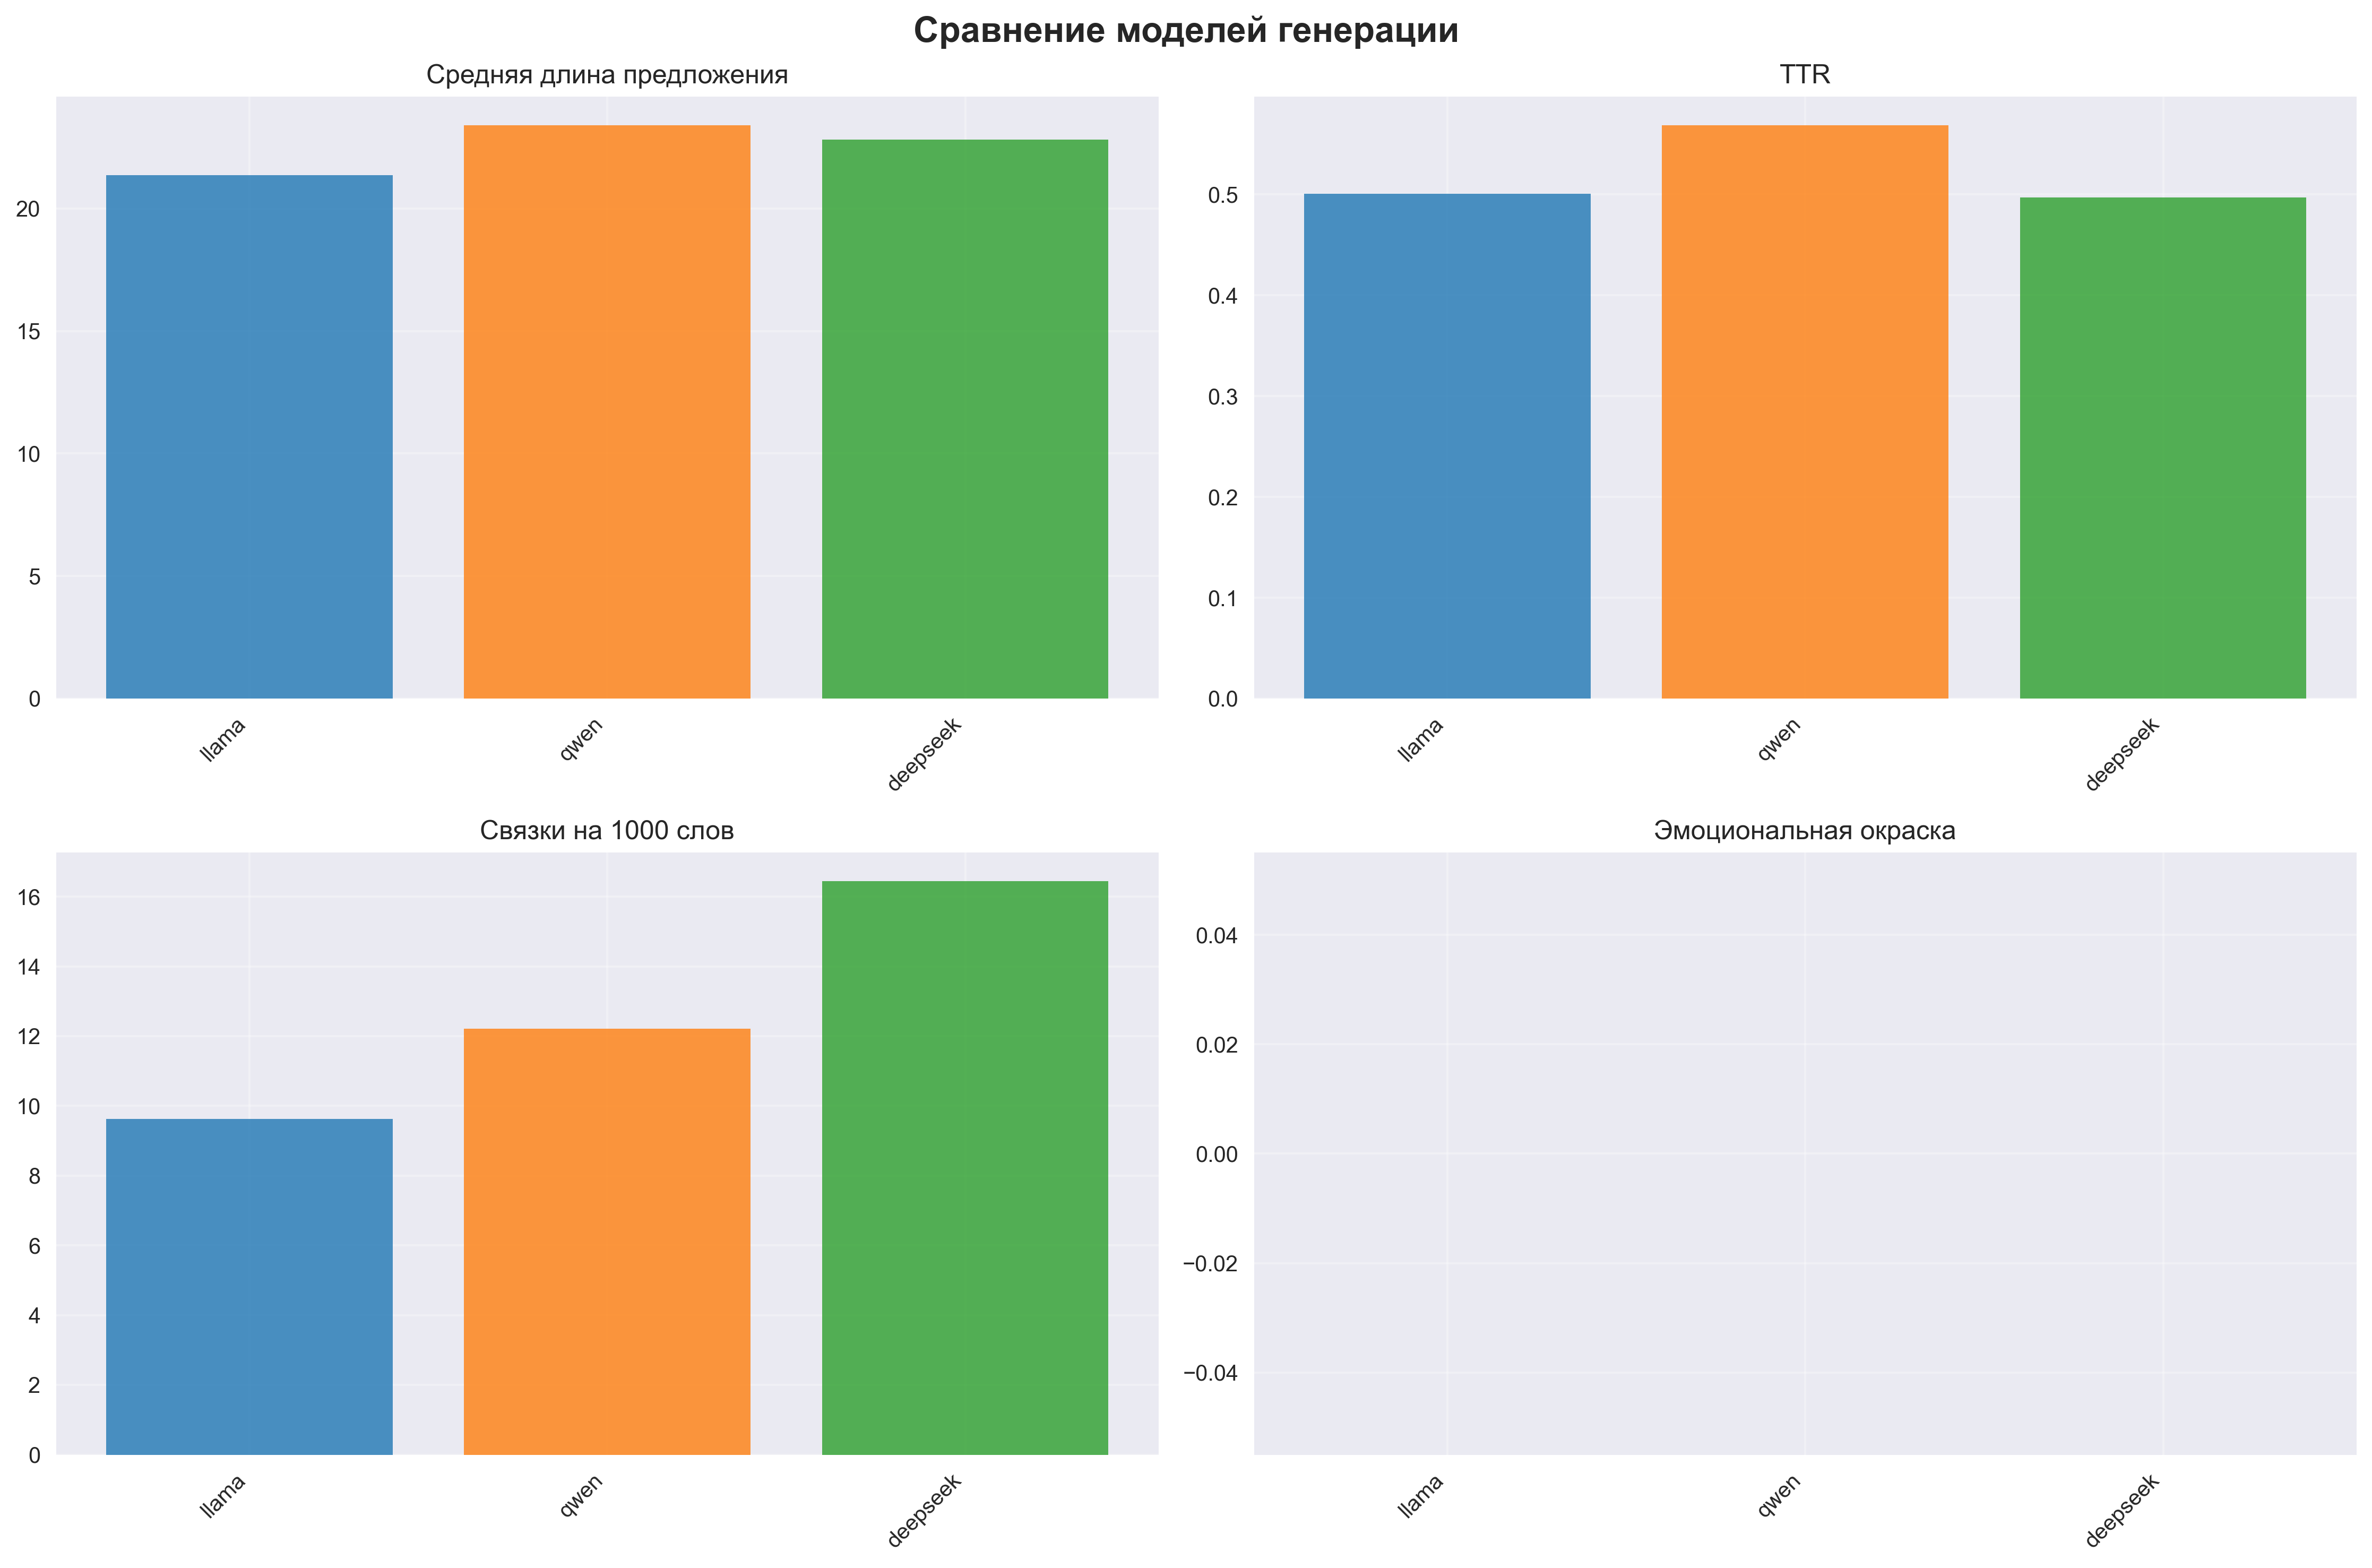 Сравнение моделей генерации
Средняя длина предложения
20
15
10
5
0
llama
qwen
deepseek
TTR
0.5
0.4
0.3
0.2
0.1
0.0
llama
qwen
deepseek
Связки на 1000 слов
16
14
12
10
8
6
4
2
0
llama
qwen
deepseek
Эмоциональная окраска
0.04
0.02
0.00
−0.02
−0.04
llama
qwen
deepseek